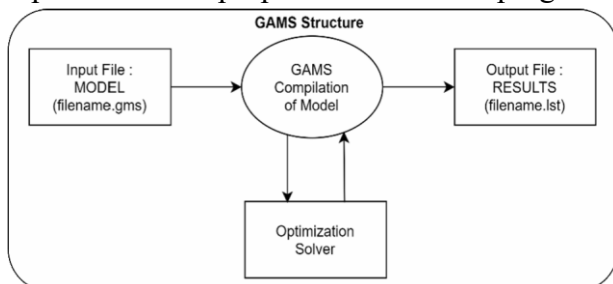 GAMS Structure
Input File :
MODEL
(filename.gms)
GAMS
Compilation
of Model
Output File :
RESULTS
(filename.lst)
Optimization
Solver